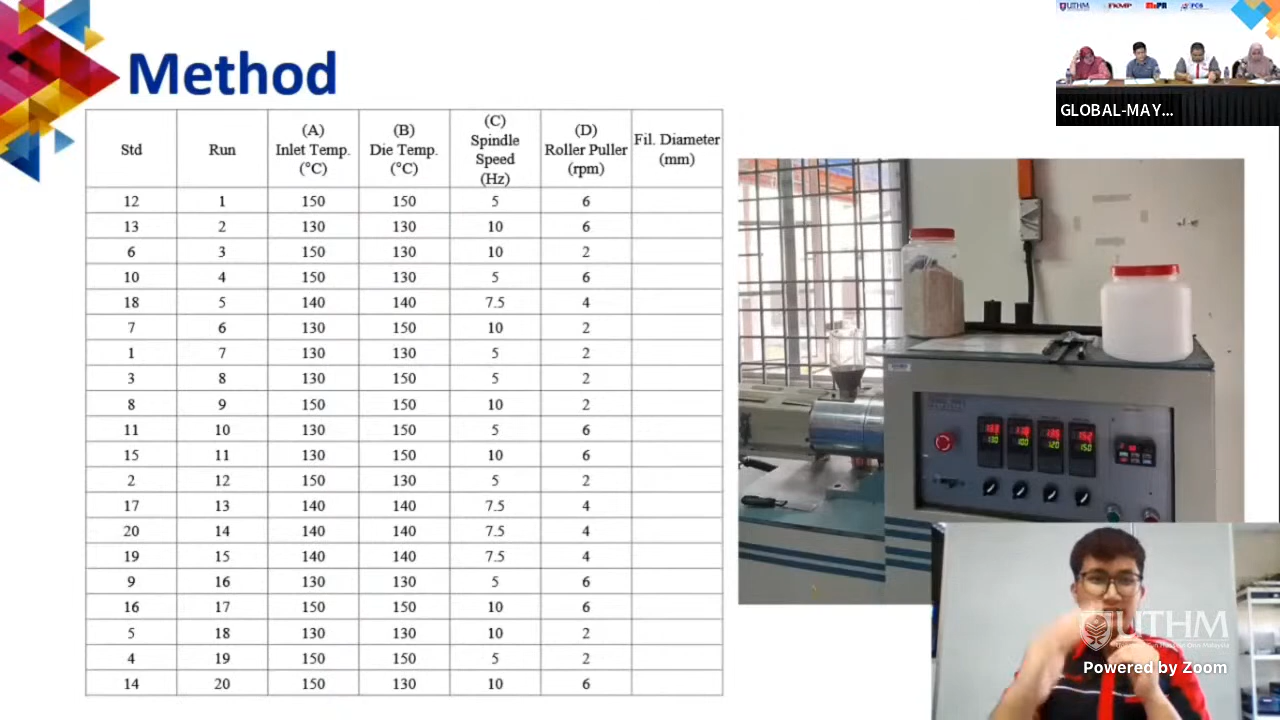 Method
Std Run (A) Inlet Temp. (°C) (B) Die Temp. (°C) (C) Spindle Speed (Hz) (D) Roller Puller (rpm) Fil. Diameter (mm)
12 1 150 150 5 6
13 2 130 130 10 6
6 3 150 130 10 2
10 4 150 130 5 6
18 5 140 140 7.5 4
7 6 130 150 10 2
1 7 130 130 5 2
3 8 130 150 5 2
8 9 150 150 10 2
11 10 130 150 5 6
15 11 130 150 10 6
2 12 150 130 5 2
17 13 140 140 7.5 4
20 14 140 140 7.5 4
19 15 140 140 7.5 4
9 16 130 130 5 6
16 17 150 150 10 6
5 18 130 130 10 2
4 19 150 150 5 2
14 20 150 130 10 6
UTHM FKMP
GLOBAL-MAY...
130 100 120 150
UTHM
Powered by Zoom